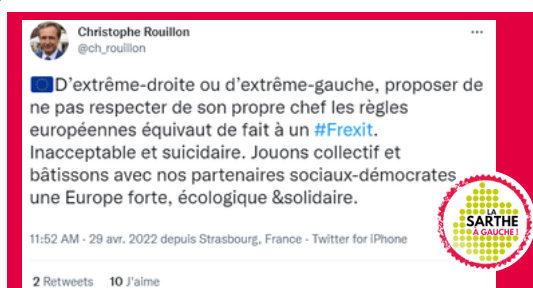 Christophe Rouillon
@ch_rouillon
D’extrême-droite ou d’extrême-gauche, proposer de
ne pas respecter de son propre chef les règles
européennes équivaut de fait à un #Frexit.
Inacceptable et suicidaire. Jouons collectif et
bâtissons avec nos partenaires sociaux-démocrates
une Europe forte, écologique &solidaire.
11:52 AM · 29 avr. 2022 depuis Strasbourg, France · Twitter for iPhone
2 Retweets 10 J’aime
LA
SARTHE
À GAUCHE !